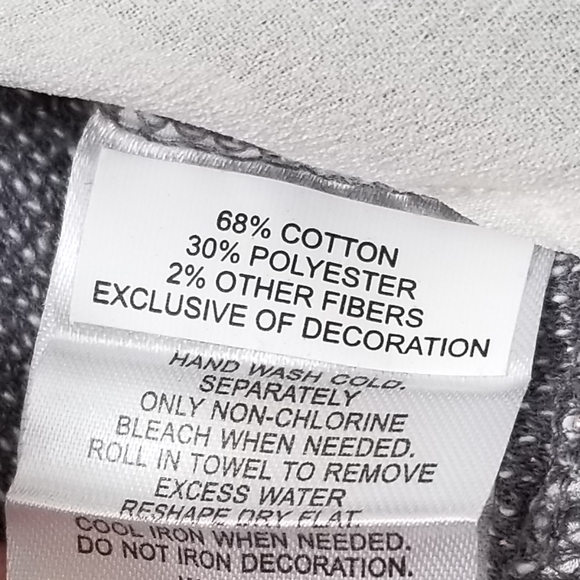 68% COTTON
30% POLYESTER
2% OTHER FIBERS
EXCLUSIVE OF DECORATION
HAND WASH COLD.
SEPARATELY
ONLY NON-CHLORINE
BLEACH WHEN NEEDED.
ROLL IN TOWEL TO REMOVE
EXCESS WATER
RESHAPE DRY FLAT.
COOL IRON WHEN NEEDED.
DO NOT IRON DECORATION.